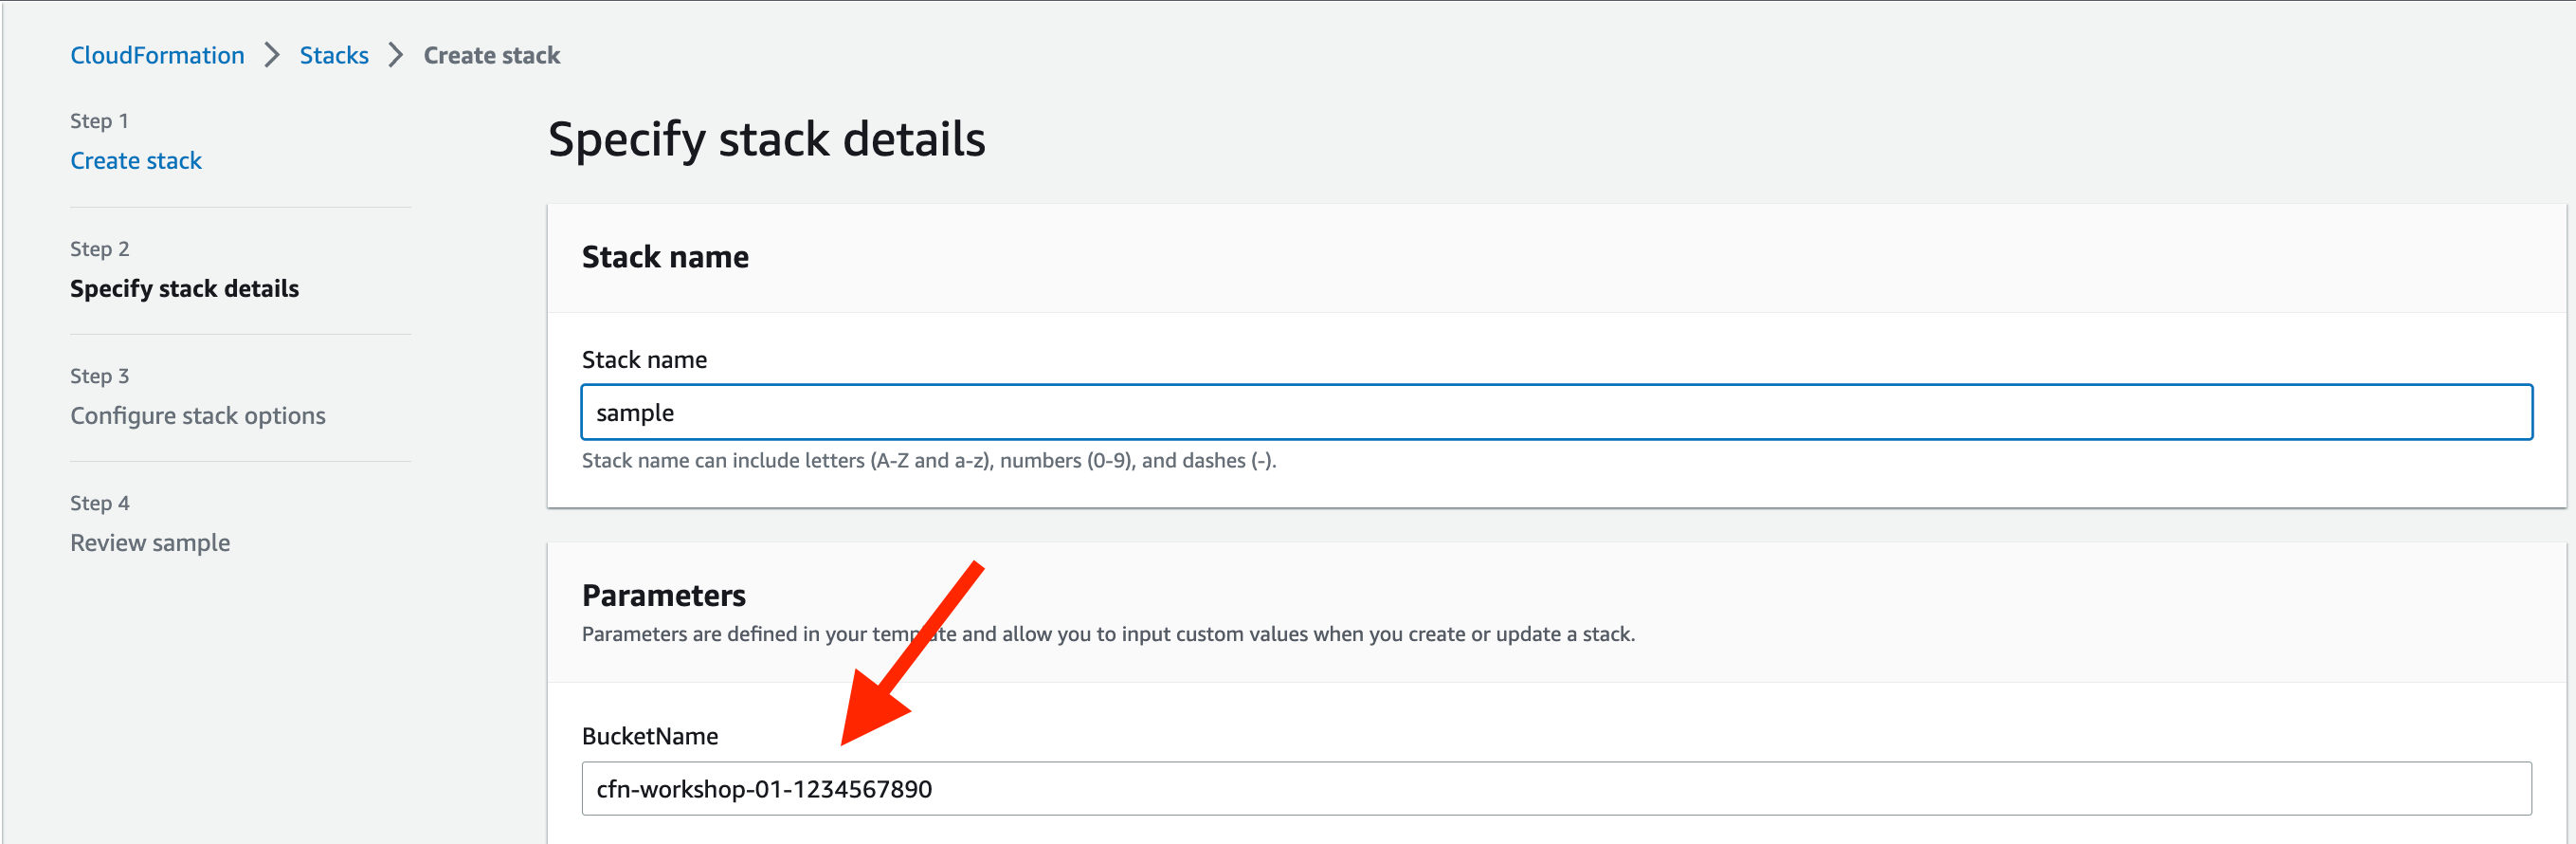 CloudFormation > Stacks > Create stack
Step 1
Create stack
Step 2
Specify stack details
Step 3
Configure stack options
Step 4
Review sample
Specify stack details
Stack name
Stack name
sample
Stack name can include letters (A-Z and a-z), numbers (0-9), and dashes (-).
Parameters
Parameters are defined in your template and allow you to input custom values when you create or update a stack.
BucketName
cfn-workshop-01-1234567890